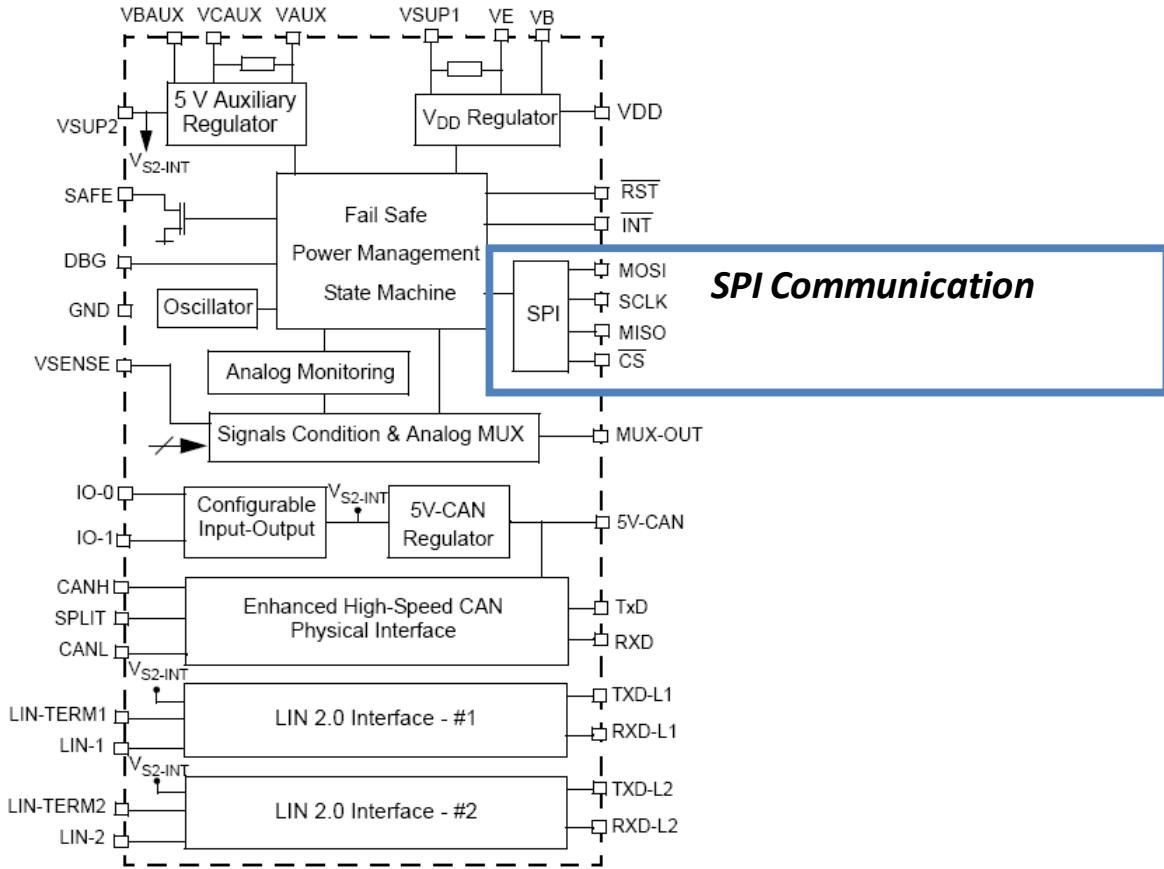 VBAUX VCAUX VAUX VSUP1 VE VB
5 V Auxiliary
Regulator
VDD Regulator
VDD
VSUP2
VS2-INT
SAFE
RST
Fail Safe
INT
Power Management
DBG
MOSI
SPI Communication
State Machine
SCLK
GND
Oscillator
SPI
MISO
VSENSE
CS
Analog Monitoring
Signals Condition & Analog MUX
MUX-OUT
IO-0
Configurable
Input-Output
VS2-INT
5V-CAN
Regulator
5V-CAN
IO-1
CANH
Enhanced High-Speed CAN
Physical Interface
TxD
SPLIT
RXD
CANL
VS2-INT
TXD-L1
LIN-TERM1
LIN 2.0 Interface - #1
RXD-L1
LIN-1
VS2-INT
TXD-L2
LIN-TERM2
LIN 2.0 Interface - #2
RXD-L2
LIN-2